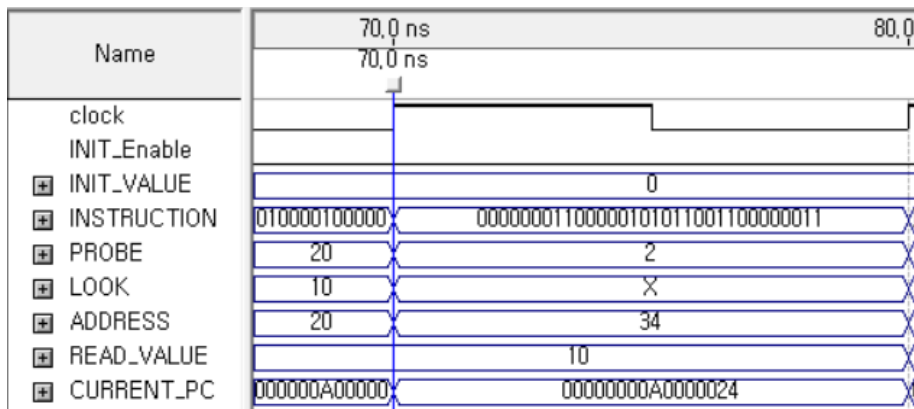 Name
70,0 ns
80,0
70,0 ns
clock
INIT_Enable
INIT_VALUE 0
INSTRUCTION 010000100000 00000001100000101011001100000011
PROBE 20 2
LOOK 10 X
ADDRESS 20 34
READ_VALUE 10
CURRENT_PC 000000A00000 00000000A0000024